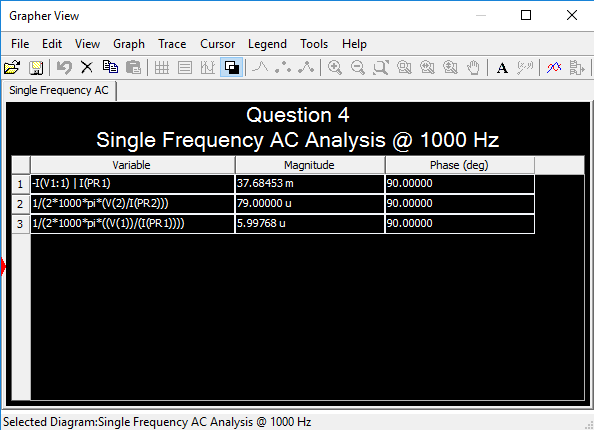 Grapher View
File Edit View Graph Trace Cursor Legend Tools Help
A
Single Frequency AC
Question 4
Single Frequency AC Analysis @ 1000 Hz
Variable Magnitude Phase (deg)
1 -I(V1:1) | I(PR1) 37.68453 m 90.00000
2 1/(2*1000*pi*(V(2)/I(PR2))) 79.00000 u 90.00000
3 1/(2*1000*pi*((V(1))/(I(PR1)))) 5.99768 u 90.00000
Selected Diagram:Single Frequency AC Analysis @ 1000 Hz